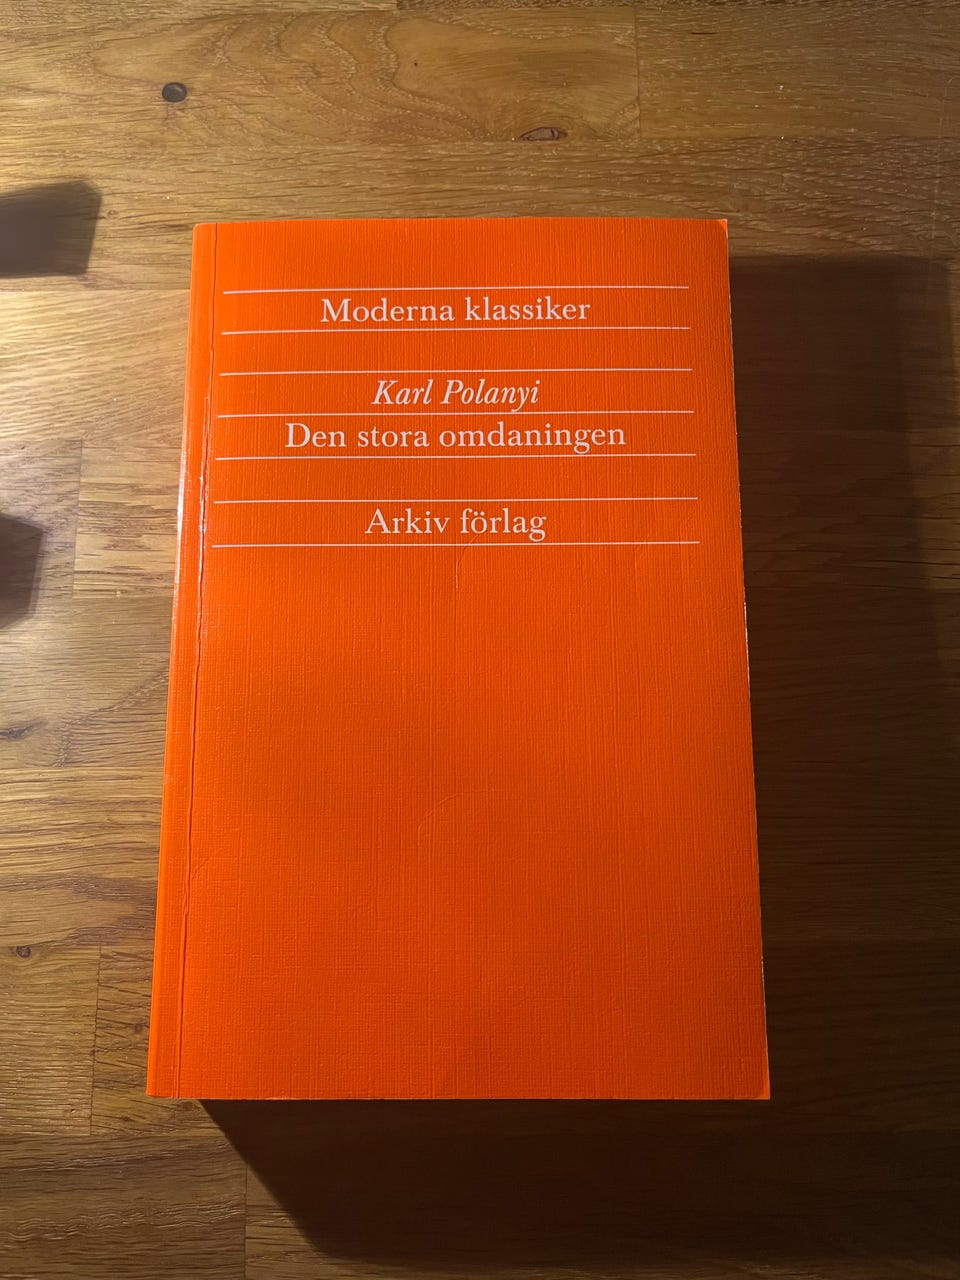 Moderna klassiker
Karl Polanyi
Den stora omdaningen
Arkiv förlag